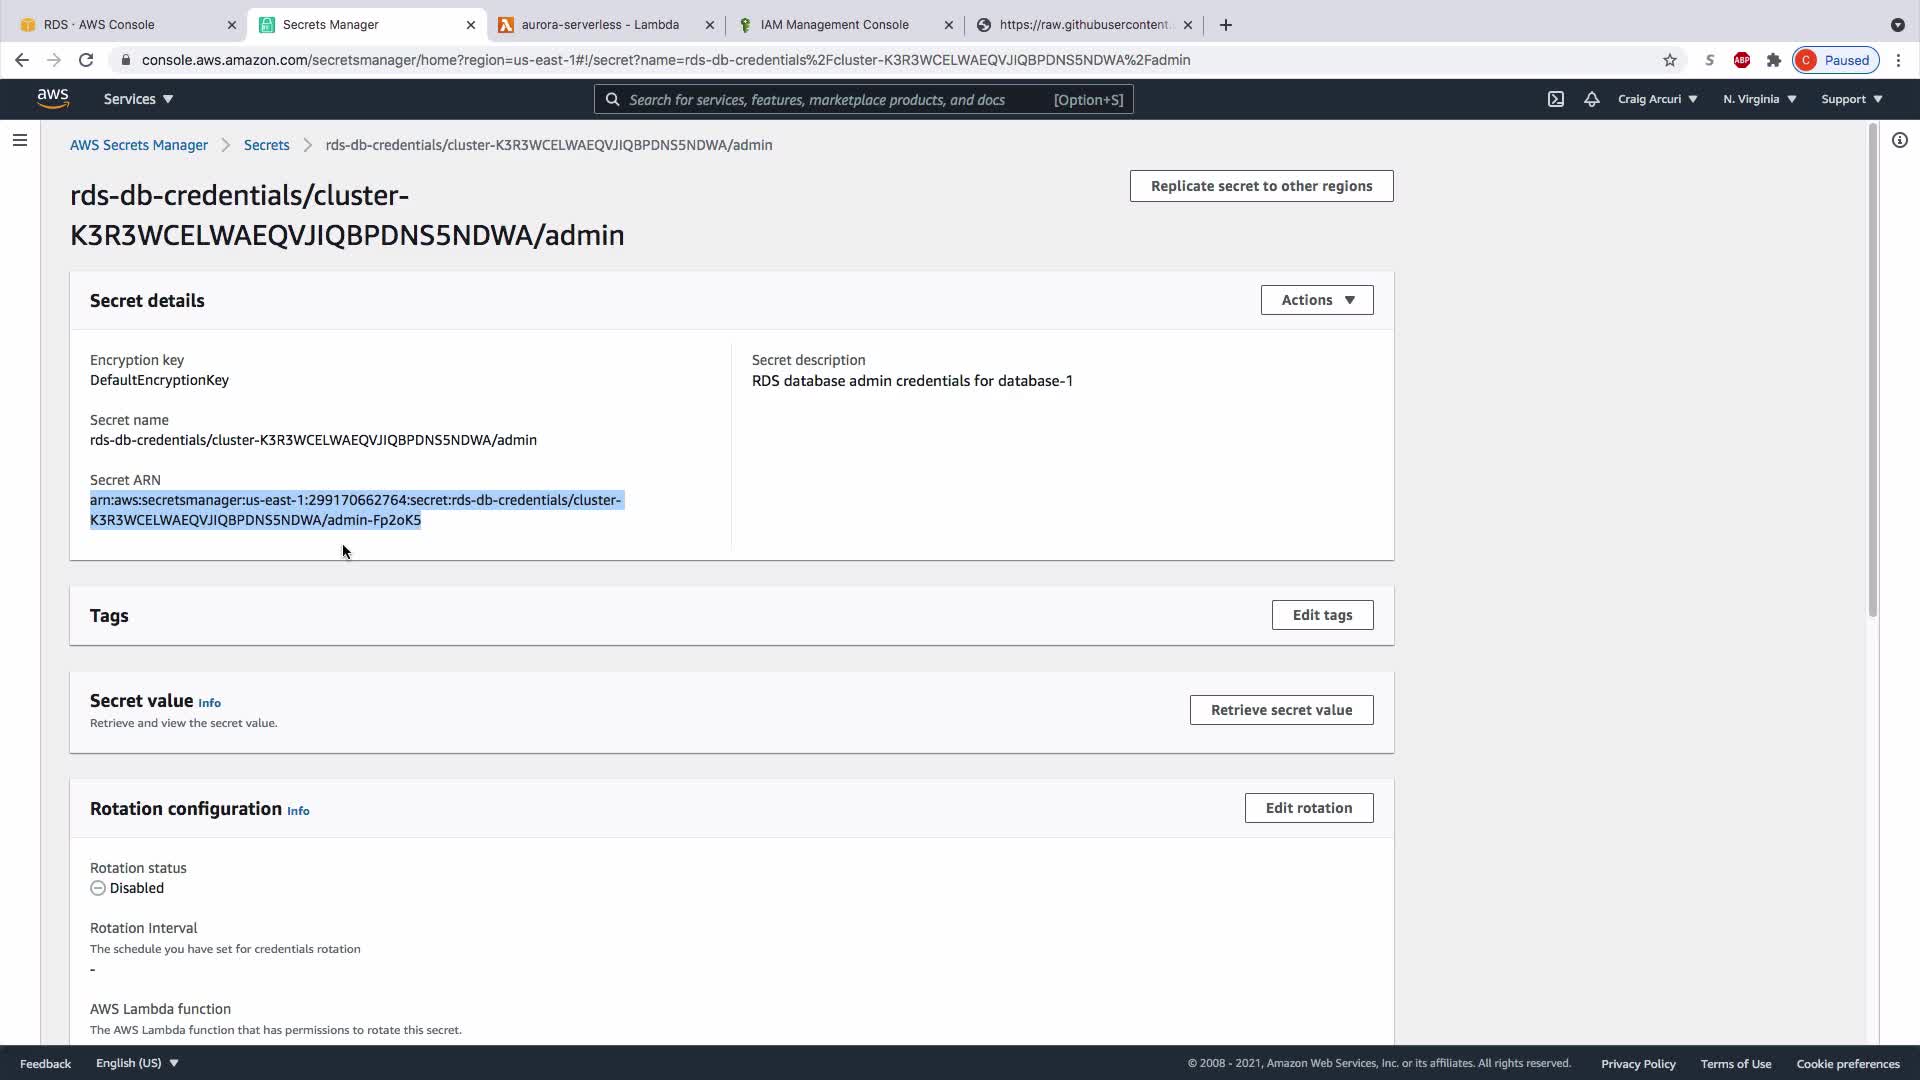 RDS · AWS Console
Secrets Manager
aurora-serverless - Lambda
IAM Management Console
https://raw.githubusercontent.
console.aws.amazon.com/secretsmanager/home?region=us-east-1#!/secret?name=rds-db-credentials%2Fcluster-K3R3WCELWAEQVJIQBPDNS5NDWA%2Fadmin
S
ABP
C Paused
aws
Services
Search for services, features, marketplace products, and docs [Option+S]
Craig Arcuri
N. Virginia
Support
AWS Secrets Manager
Secrets
rds-db-credentials/cluster-K3R3WCELWAEQVJIQBPDNS5NDWA/admin
rds-db-credentials/cluster-
K3R3WCELWAEQVJIQBPDNS5NDWA/admin
Replicate secret to other regions
Secret details
Actions
Encryption key
DefaultEncryptionKey
Secret description
RDS database admin credentials for database-1
Secret name
rds-db-credentials/cluster-K3R3WCELWAEQVJIQBPDNS5NDWA/admin
Secret ARN
arn:aws:secretsmanager:us-east-1:299170662764:secret:rds-db-credentials/cluster-
K3R3WCELWAEQVJIQBPDNS5NDWA/admin-Fp2oK5
Tags
Edit tags
Secret value Info
Retrieve and view the secret value.
Retrieve secret value
Rotation configuration Info
Edit rotation
Rotation status
Disabled
Rotation Interval
The schedule you have set for credentials rotation
-
AWS Lambda function
The AWS Lambda function that has permissions to rotate this secret.
Feedback
English (US)
© 2008 - 2021, Amazon Web Services, Inc. or its affiliates. All rights reserved.
Privacy Policy
Terms of Use
Cookie preferences